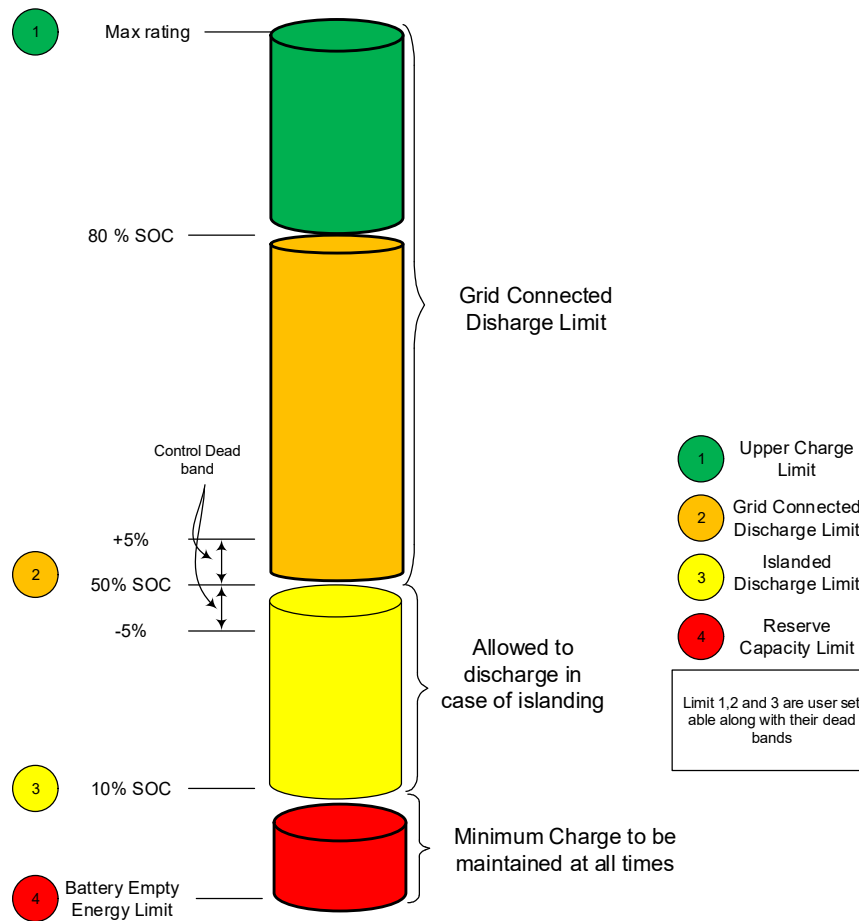 1
Max rating
80 % SOC
Grid Connected
Disharge Limit
Control Dead
band
+5%
2
50% SOC
-5%
Allowed to
discharge in
case of islanding
3
10% SOC
Minimum Charge to be
maintained at all times
4
Battery Empty
Energy Limit
1
Upper Charge
Limit
2
Grid Connected
Discharge Limit
3
Islanded
Discharge Limit
4
Reserve
Capacity Limit
Limit 1,2 and 3 are user set
able along with their dead
bands